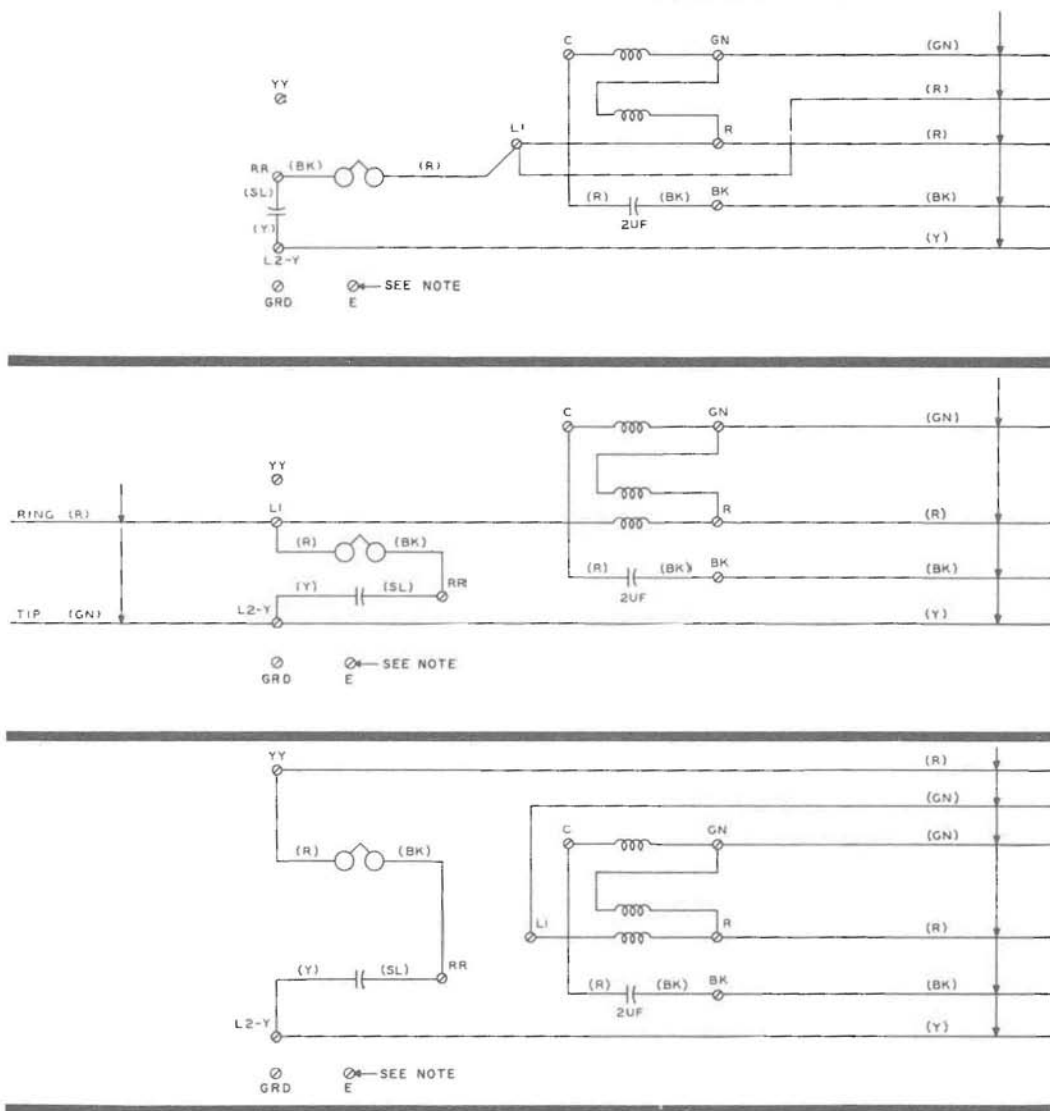 C GN (GN)
YY (R)
L1 R (R)
RR (BK) (R)
(SL) (R) (BK) BK (BK)
2UF
(Y) (Y)
L2-Y
SEE NOTE
GRD E
C GN (GN)
YY
RING (R) L1 R (R)
(R) (BK)
(R) (BK) BK (BK)
(Y) (SL) RR 2UF
TIP (GN) L2-Y (Y)
SEE NOTE
GRD E
YY (R)
(GN)
C GN (GN)
(R) (BK)
L1 R (R)
(Y) (SL) RR
(R) (BK) BK (BK)
2UF
L2-Y (Y)
SEE NOTE
GRD E